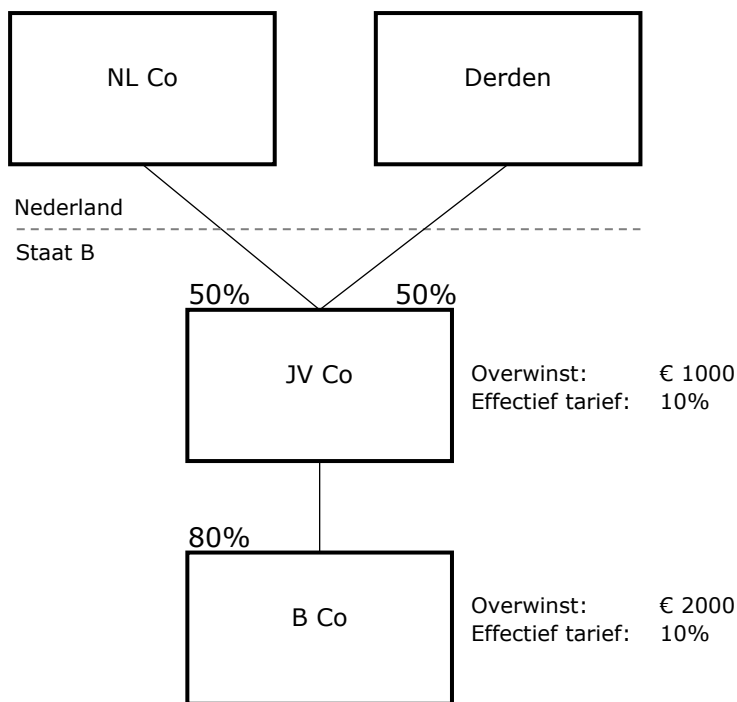 NL Co
Derden
Nederland
Staat B
50%
50%
JV Co
Overwinst: € 1000
Effectief tarief: 10%
80%
B Co
Overwinst: € 2000
Effectief tarief: 10%